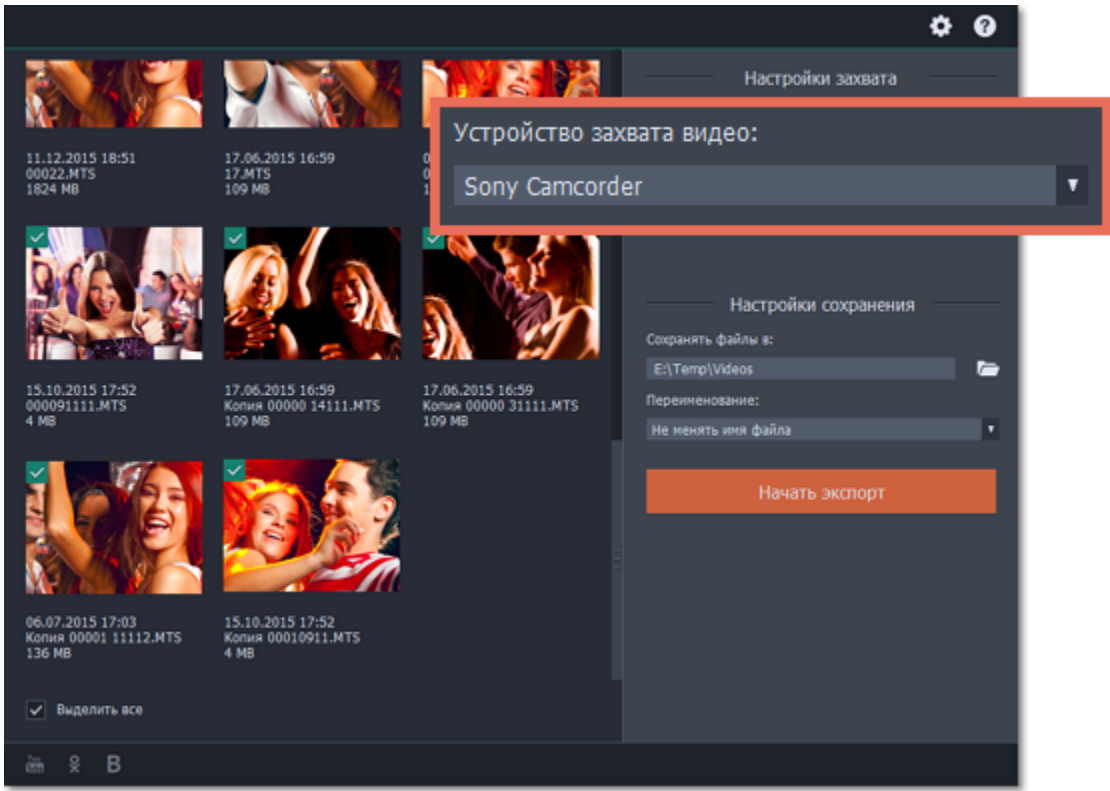 Настройки захвата
Устройство захвата видео:
Sony Camcorder
11.12.2015 18:51
00022.MTS
1824 MB
17.06.2015 16:59
17.MTS
109 MB
15.10.2015 17:52
000091111.MTS
4 MB
17.06.2015 16:59
Копия 00000 14111.MTS
109 MB
17.06.2015 16:59
Копия 00000 31111.MTS
109 MB
06.07.2015 17:03
Копия 00001 11112.MTS
136 MB
15.10.2015 17:52
Копия 00010911.MTS
4 MB
Выделить все
Настройки сохранения
Сохранять файлы в:
E:\Temp\Videos
Переименование:
Не менять имя файла
Начать экспорт